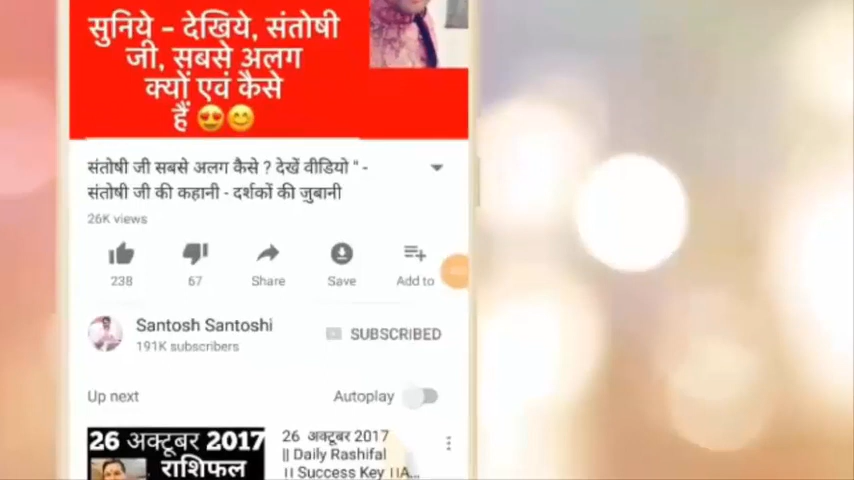 सुनिये - देखिये, संतोषी
जी, सबसे अलग
क्यों एवं कैसे
हैं 😍😊
संतोषी जी सबसे अलग कैसे ? देखें वीडियो " -
संतोषी जी की कहानी - दर्शकों की जुबानी
26K views
238
67
Share
Save
Add to
Santosh Santoshi
191K subscribers
SUBSCRIBED
Up next
Autoplay
26 अक्टूबर 2017
राशिफल
26 अक्टूबर 2017
|| Daily Rashifal
।। Success Key ।।A...